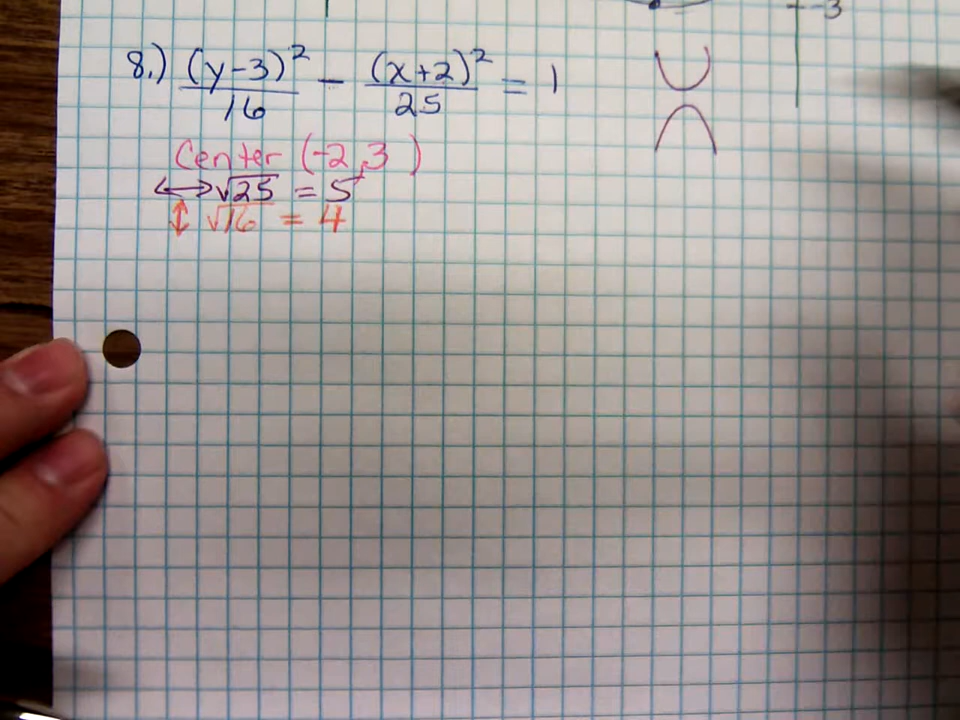 -3
8.) (y-3)²/16 - (x+2)²/25 = 1
Center (-2,3 )
↔ √25 = 5
↕ √16 = 4